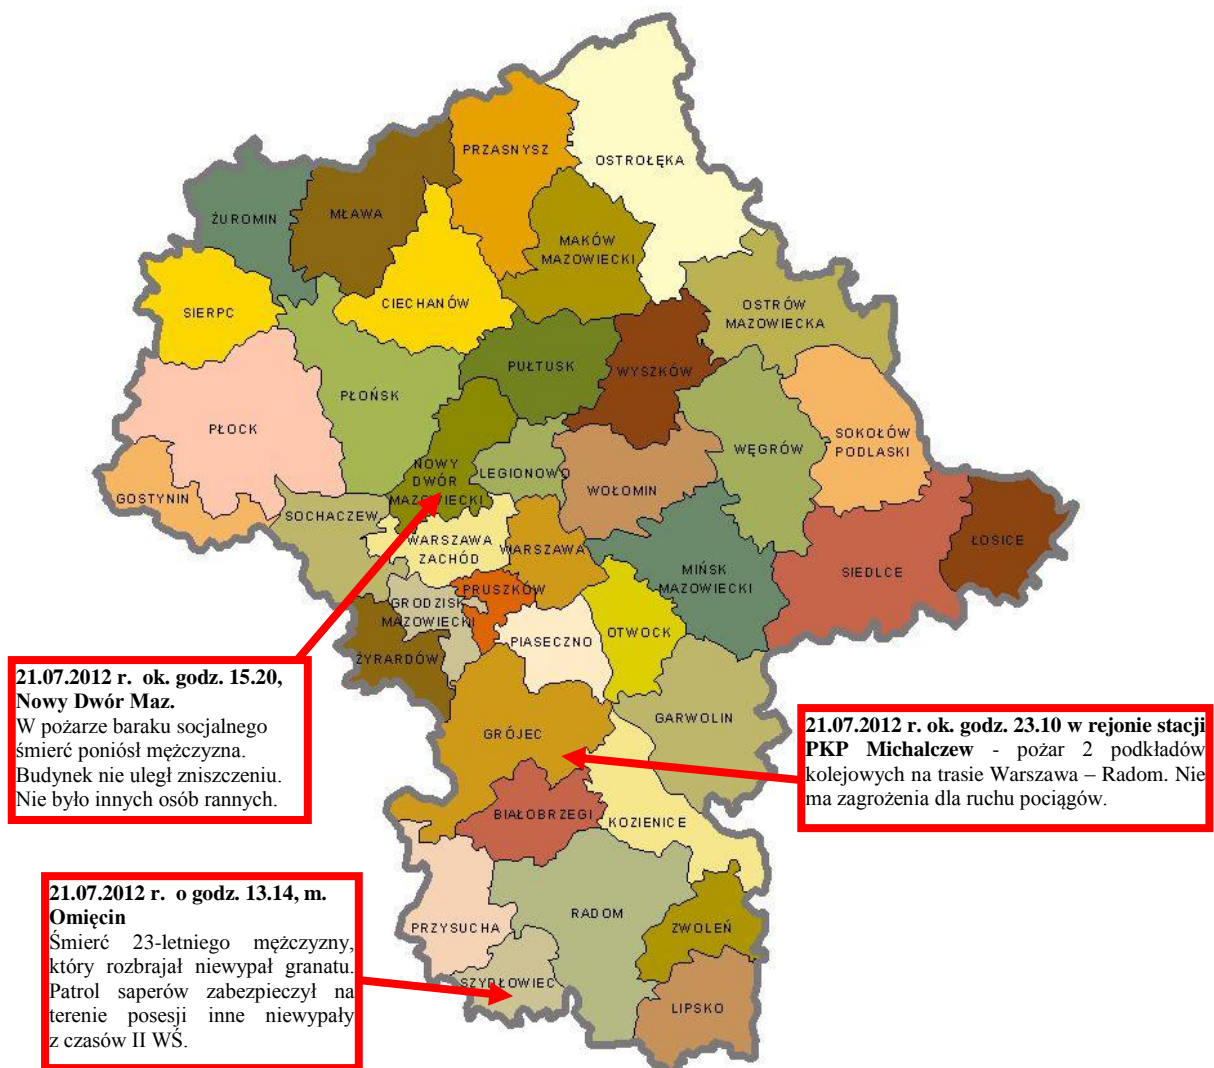 PRZASNYSZ
OSTROŁĘKA
ŻUROMIN
MŁAWA
MAKÓW
MAZOWIECKI
SIERPC
CIECHANÓW
OSTRÓW
MAZOWIECKA
PUŁTUSK
WYSZKÓW
PŁOŃSK
PŁOCK
SOKOŁÓW
PODLASKI
WĘGRÓW
NOWY
DWÓR
MAZOWIECKI
LEGIONOWO
WOŁOMIN
GOSTYNIN
SOCHACZEW
WARSZAWA
ZACHÓD
WARSZAWA
ŁOSICE
SIEDLCE
MIŃSK
MAZOWIECKI
PRUSZKÓW
GRODZISK
MAZOWIECKI
PIASECZNO
OTWOCK
ŻYRARDÓW
21.07.2012 r. ok. godz. 15.20,
Nowy Dwór Maz.
W pożarze baraku socjalnego
śmierć poniósł mężczyzna.
Budynek nie uległ zniszczeniu.
Nie było innych osób rannych.
GARWOLIN
GRÓJEC
21.07.2012 r. ok. godz. 23.10 w rejonie stacji
PKP Michalczew - pożar 2 podkładów
kolejowych na trasie Warszawa – Radom. Nie
ma zagrożenia dla ruchu pociągów.
BIAŁOBRZEGI
KOZIENICE
21.07.2012 r. o godz. 13.14, m.
Omięcin
Śmierć 23-letniego mężczyzny,
który rozbrajał niewypał granatu.
Patrol saperów zabezpieczył na
terenie posesji inne niewypały
z czasów II WŚ.
RADOM
PRZYSUCHA
ZWOLEŃ
SZYDŁOWIEC
LIPSKO